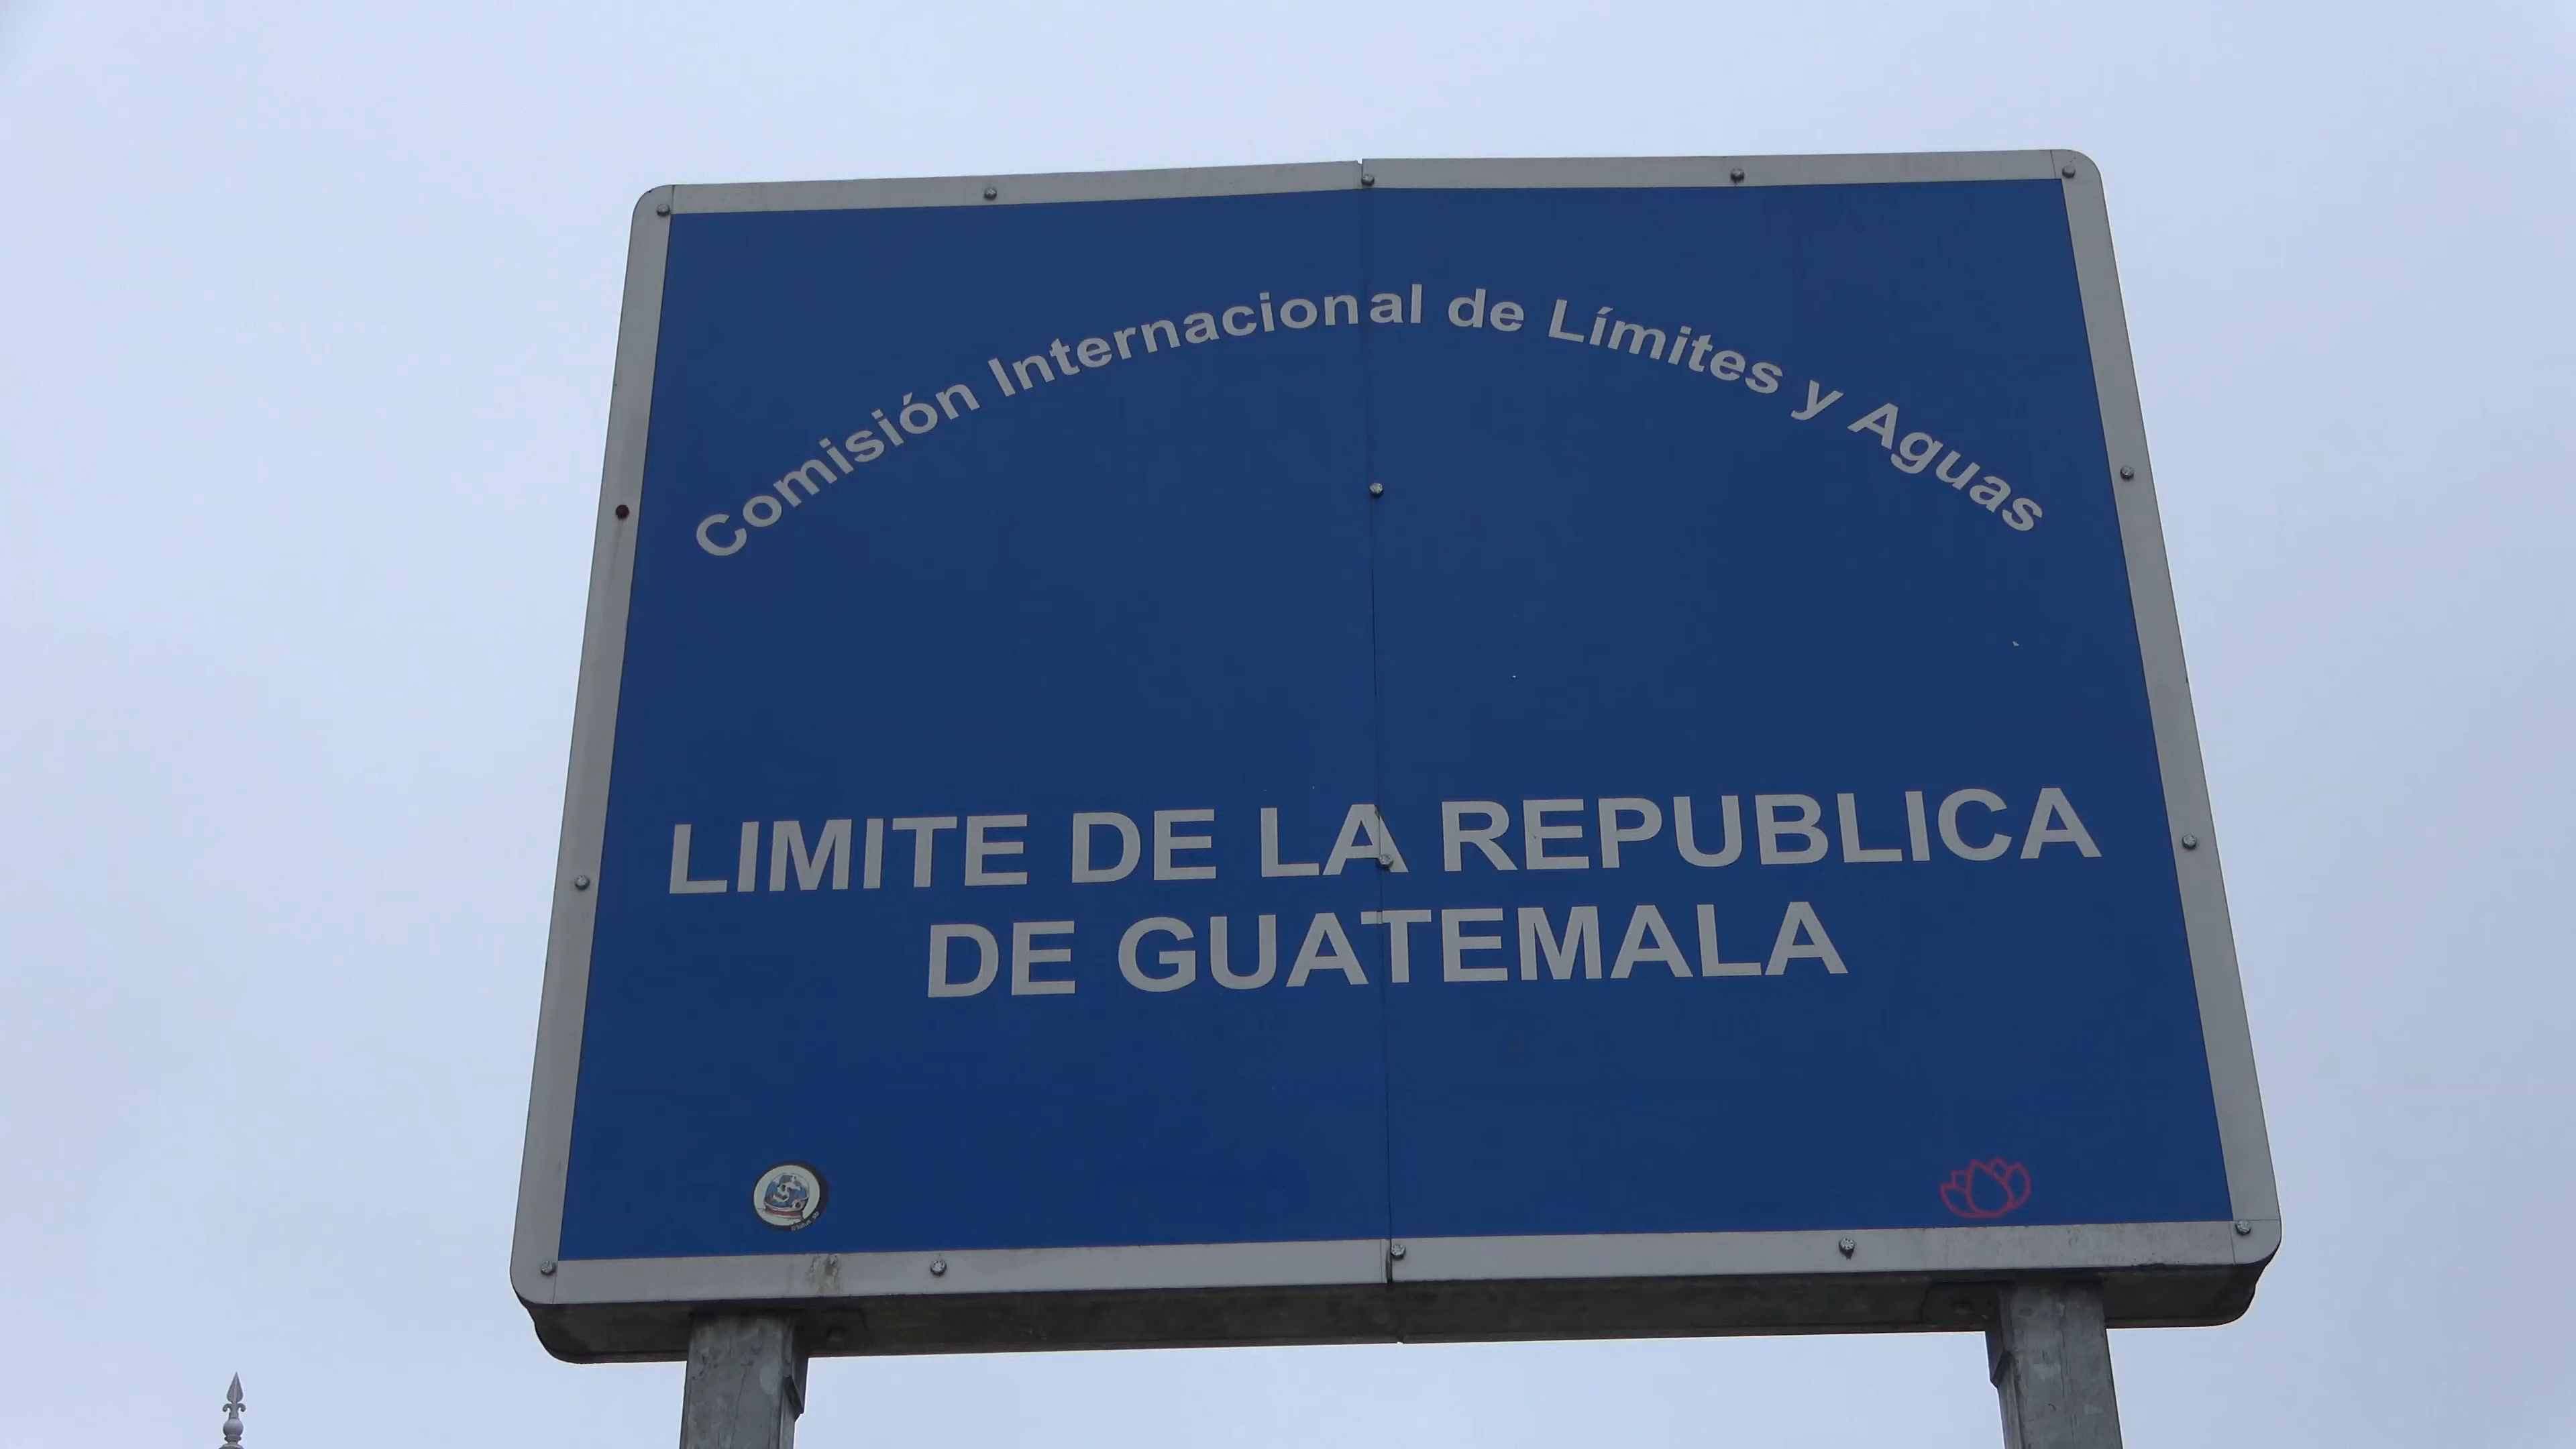 Comisión Internacional de Límites y Aguas
LIMITE DE LA REPUBLICA
DE GUATEMALA